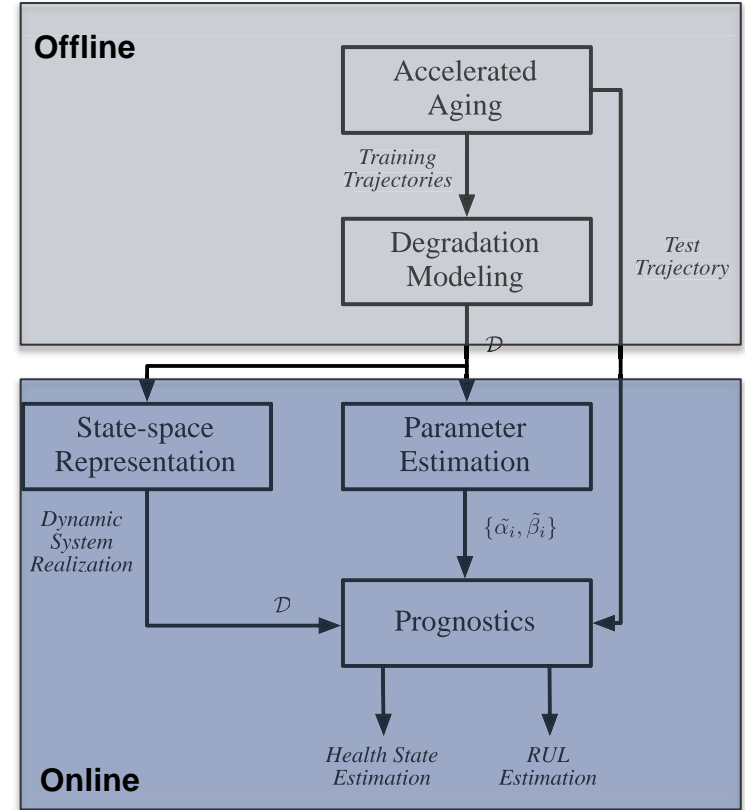 Offline
Accelerated
Aging
Training
Trajectories
Degradation
Modeling
Test
Trajectory
𝒟
State-space
Representation
Parameter
Estimation
Dynamic
System
Realization
{α̃ᵢ, β̃ᵢ}
𝒟
Prognostics
Health State
Estimation
RUL
Estimation
Online